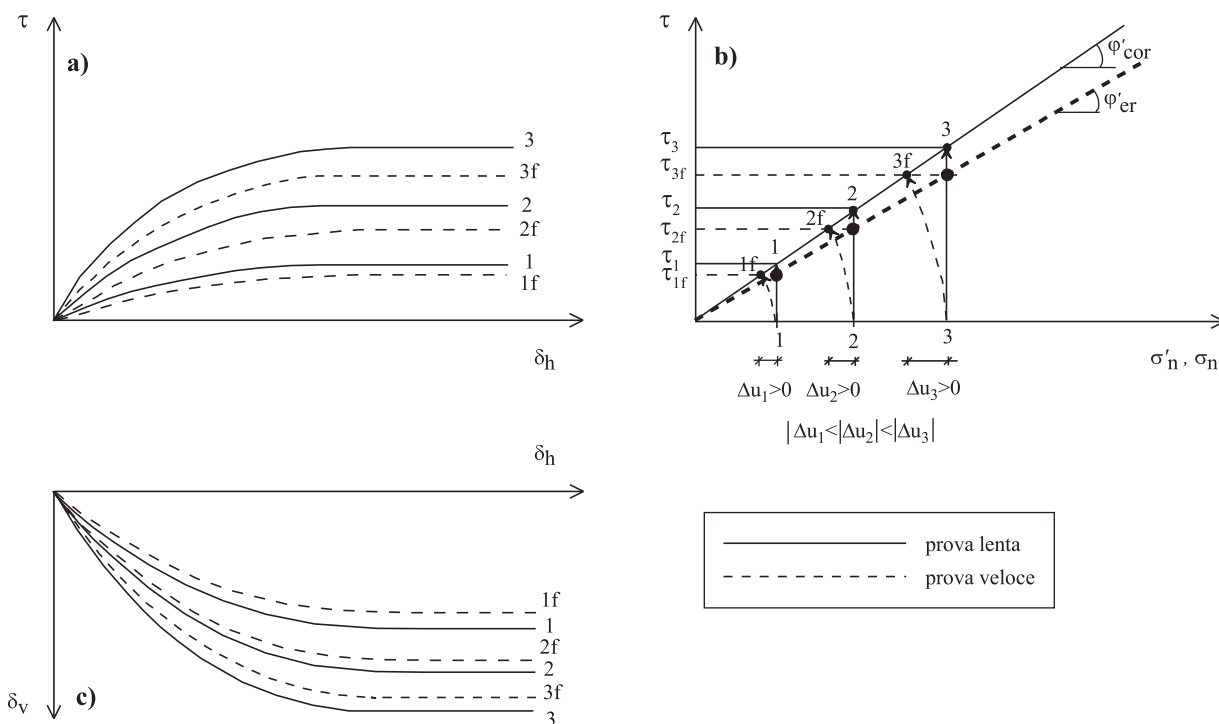 τ
a)
3
3f
2
2f
1
1f
δh
τ
b)
φ'cor
φ'er
τ3
τ3f
τ2
τ2f
τ1
τ1f
3
3f
2
2f
1
1f
1
2
3
σ'n , σn
Δu1>0
Δu2>0
Δu3>0
|Δu1<|Δu2|<|Δu3|
δh
1f
1
2f
2
3f
3
δv
c)
prova lenta
prova veloce